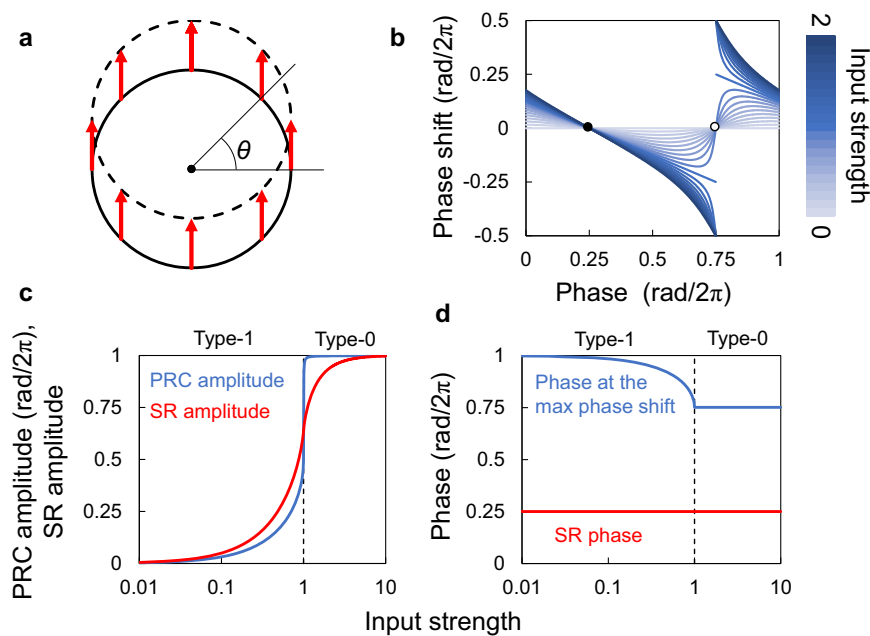 a
θ
b
Phase shift (rad/2π)
0.5
0.25
0
-0.25
-0.5
0
0.25
0.5
0.75
1
Phase (rad/2π)
2
0
Input strength
c
PRC amplitude (rad/2π),
SR amplitude
Type-1
Type-0
PRC amplitude
SR amplitude
1
0.75
0.5
0.25
0
0.01
0.1
1
10
d
Phase (rad/2π)
Type-1
Type-0
Phase at the
max phase shift
SR phase
1
0.75
0.5
0.25
0
0.01
0.1
1
10
Input strength